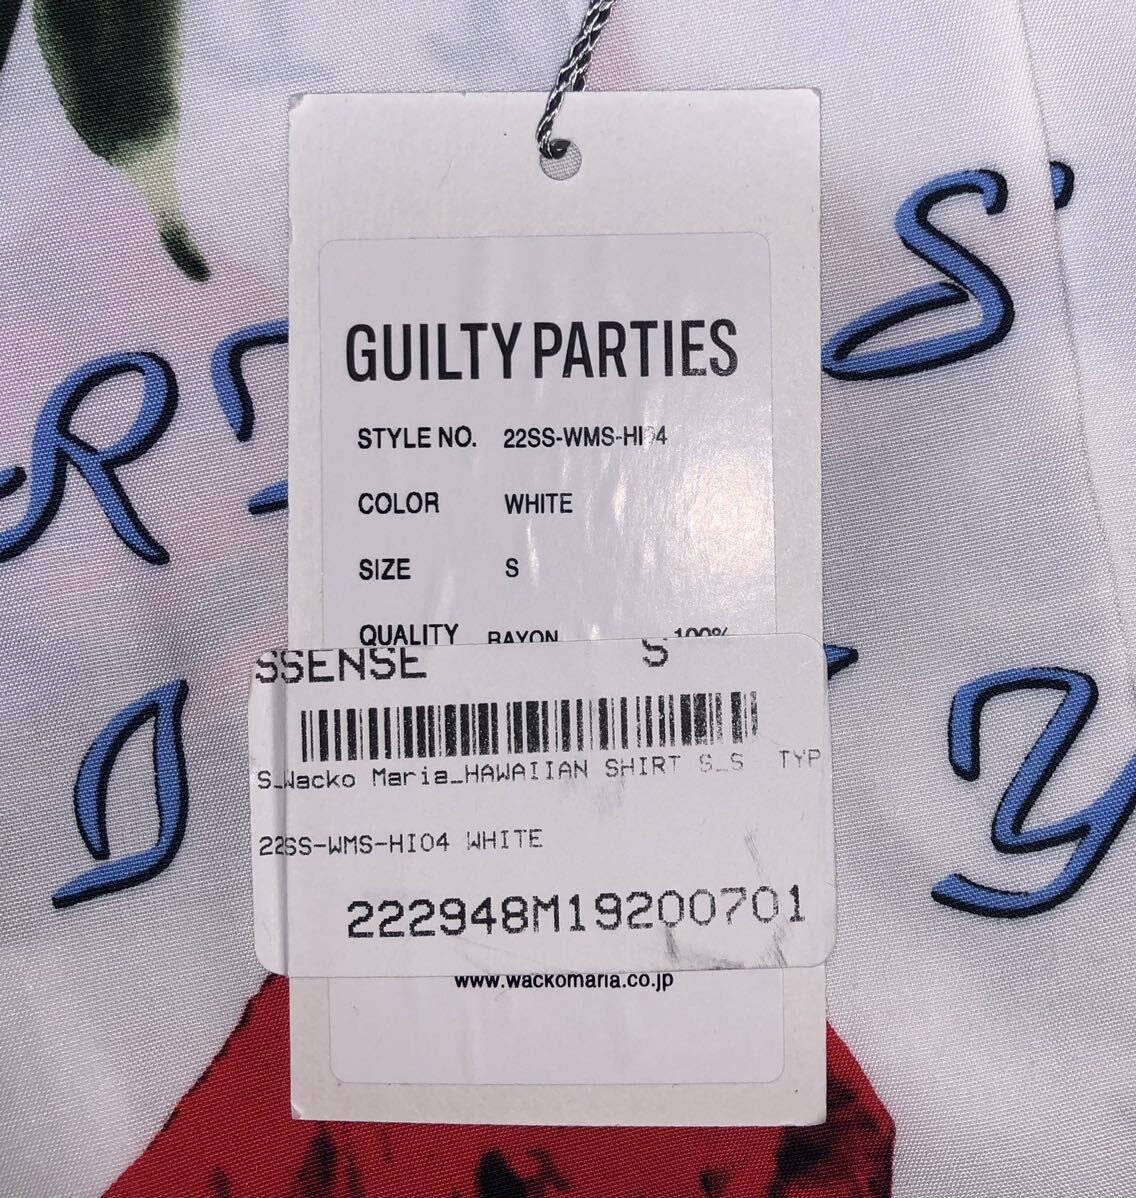 GUILTY PARTIES
STYLE NO. 22SS-WMS-HI04
COLOR WHITE
SIZE S
QUALITY RAYON 100%
SSENSE S
S_Wacko Maria_HAWAIIAN SHIRT S_S TYP
22SS-WMS-HI04 WHITE
222948M19200701
www.wackomaria.co.jp